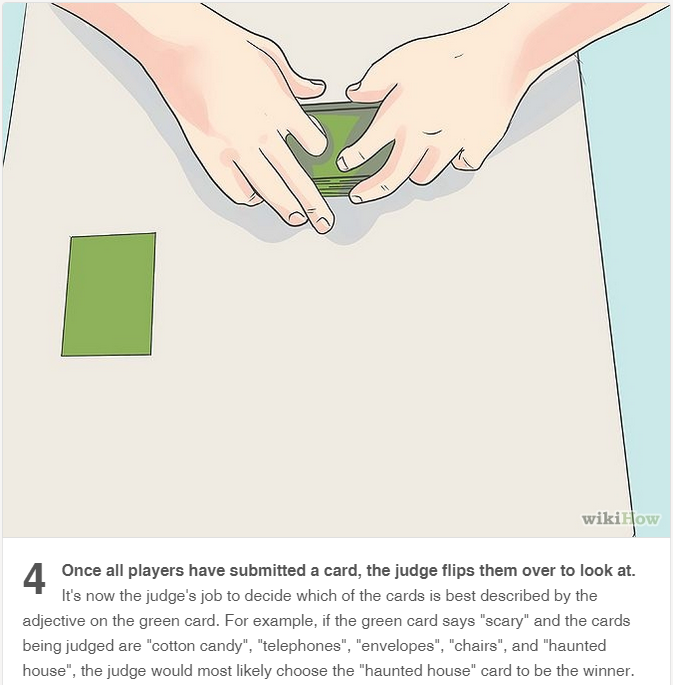 wikiHow
4 Once all players have submitted a card, the judge flips them over to look at.
It's now the judge's job to decide which of the cards is best described by the
adjective on the green card. For example, if the green card says "scary" and the cards
being judged are "cotton candy", "telephones", "envelopes", "chairs", and "haunted
house", the judge would most likely choose the "haunted house" card to be the winner.